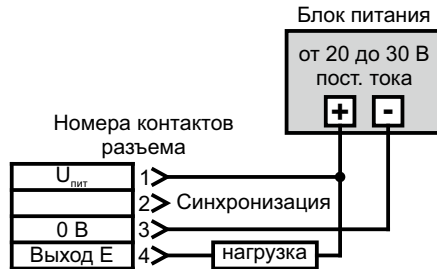 Блок питания
от 20 до 30 В
пост. тока
+ -
Номера контактов
разъема
Uпит 1
2 Синхронизация
0 В 3
Выход Е 4 нагрузка